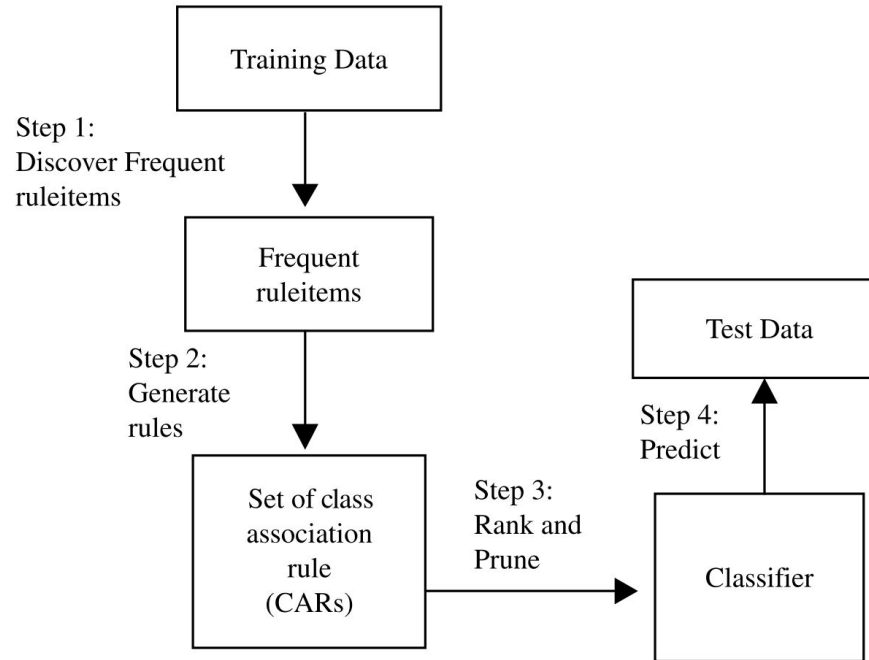 Training Data
Step 1:
Discover Frequent
ruleitems
Frequent
ruleitems
Step 2:
Generate
rules
Set of class
association
rule
(CARs)
Step 3:
Rank and
Prune
Classifier
Step 4:
Predict
Test Data